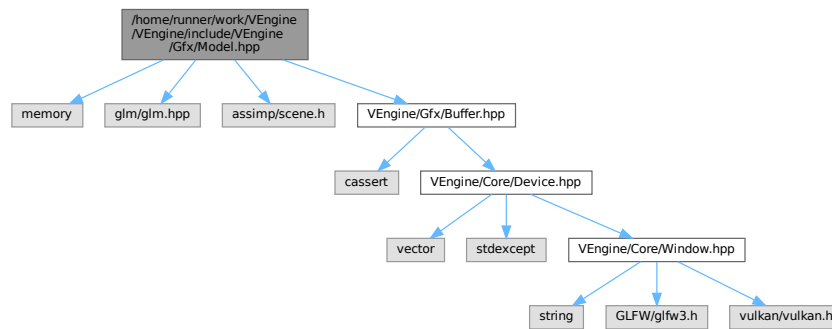 /home/runner/work/VEngine
/VEngine/include/VEngine
/Gfx/Model.hpp
memory
glm/glm.hpp
assimp/scene.h
VEngine/Gfx/Buffer.hpp
cassert
VEngine/Core/Device.hpp
vector
stdexcept
VEngine/Core/Window.hpp
string
GLFW/glfw3.h
vulkan/vulkan.h